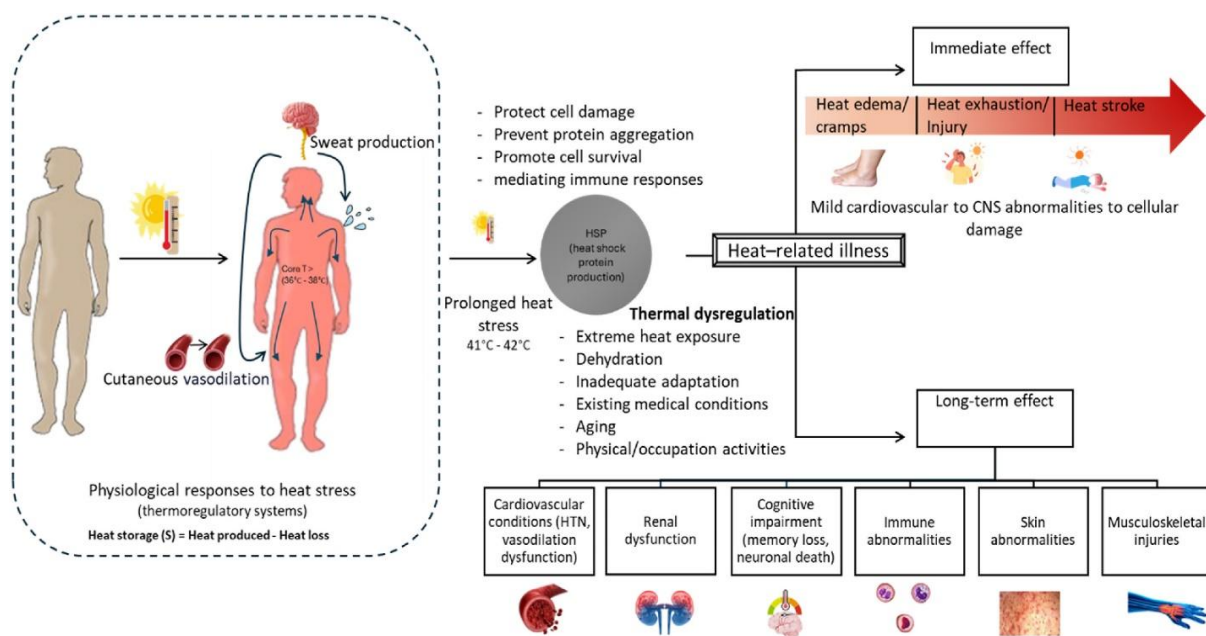 Sweat production
Core T >
(36°C - 38°C)
Cutaneous vasodilation
Physiological responses to heat stress
(thermoregulatory systems)
Heat storage (S) = Heat produced - Heat loss
- Protect cell damage
- Prevent protein aggregation
- Promote cell survival
- mediating immune responses
Prolonged heat
stress
41°C - 42°C
HSP
(heat shock
protein
production)
Thermal dysregulation
- Extreme heat exposure
- Dehydration
- Inadequate adaptation
- Existing medical conditions
- Aging
- Physical/occupation activities
Heat–related illness
Immediate effect
Heat edema/
cramps
Heat exhaustion/
Injury
Heat stroke
Mild cardiovascular to CNS abnormalities to cellular
damage
Long-term effect
Cardiovascular
conditions (HTN,
vasodilation
dysfunction)
Renal
dysfunction
Cognitive
impairment
(memory loss,
neuronal death)
Immune
abnormalities
Skin
abnormalities
Musculoskeletal
injuries